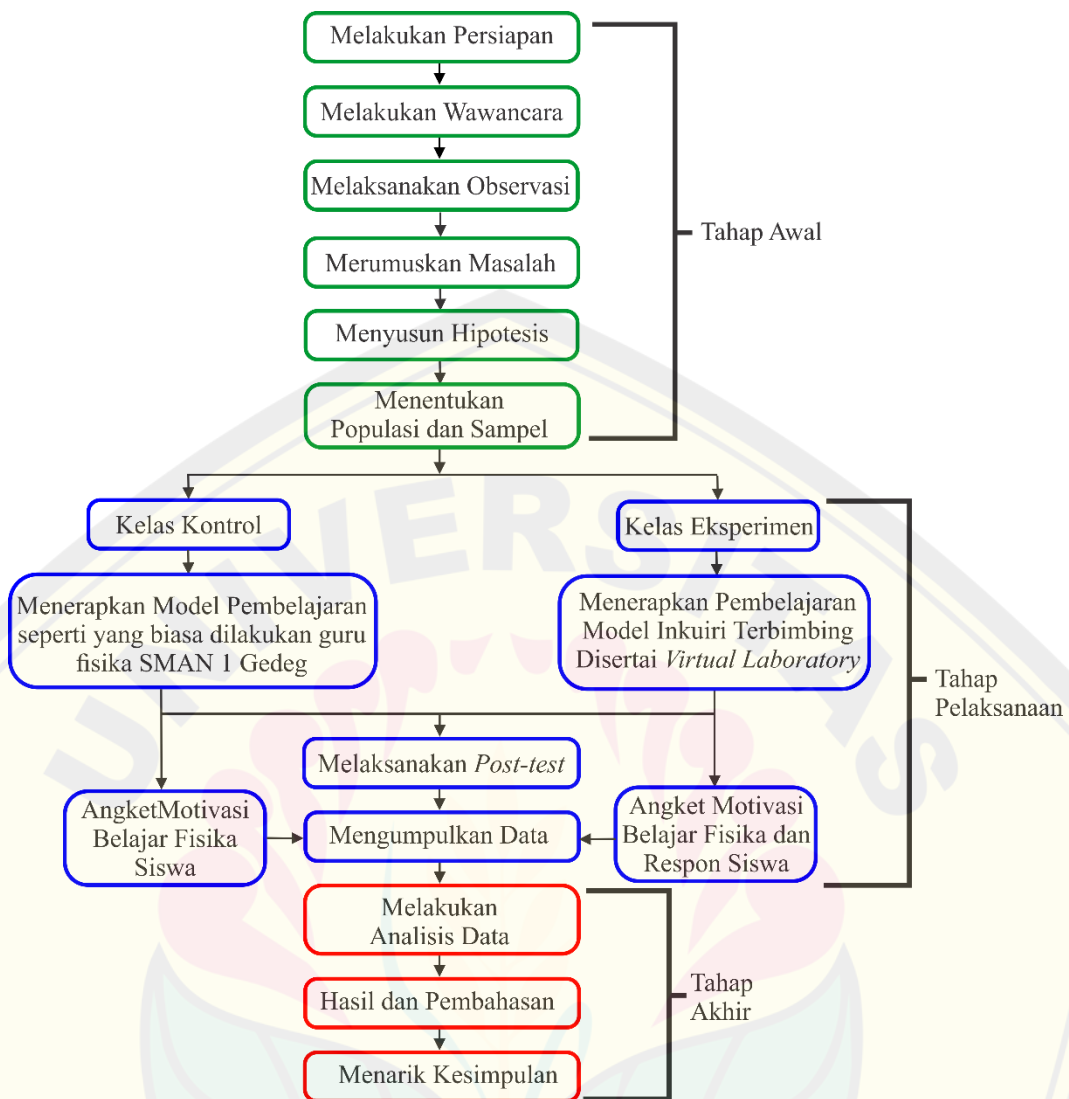 Melakukan Persiapan
Melakukan Wawancara
Melaksanakan Observasi
Merumuskan Masalah
Menyusun Hipotesis
Menentukan
Populasi dan Sampel
Tahap Awal
Kelas Kontrol
Kelas Eksperimen
Menerapkan Model Pembelajaran
seperti yang biasa dilakukan guru
fisika SMAN 1 Gedeg
Menerapkan Pembelajaran
Model Inkuiri Terbimbing
Disertai Virtual Laboratory
Melaksanakan Post-test
AngketMotivasi
Belajar Fisika
Siswa
Mengumpulkan Data
Angket Motivasi
Belajar Fisika dan
Respon Siswa
Tahap
Pelaksanaan
Melakukan
Analisis Data
Hasil dan Pembahasan
Menarik Kesimpulan
Tahap
Akhir
UNIVERSITAS